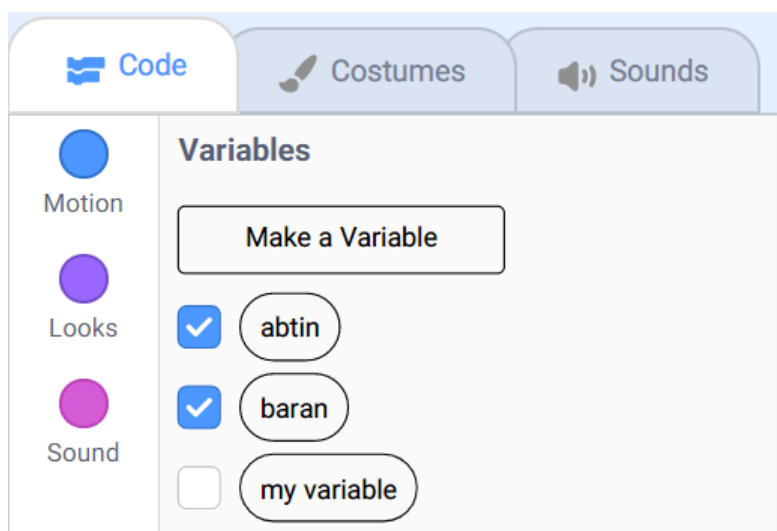 Code Costumes Sounds
Variables
Motion
Make a Variable
Looks
abtin
baran
Sound
my variable